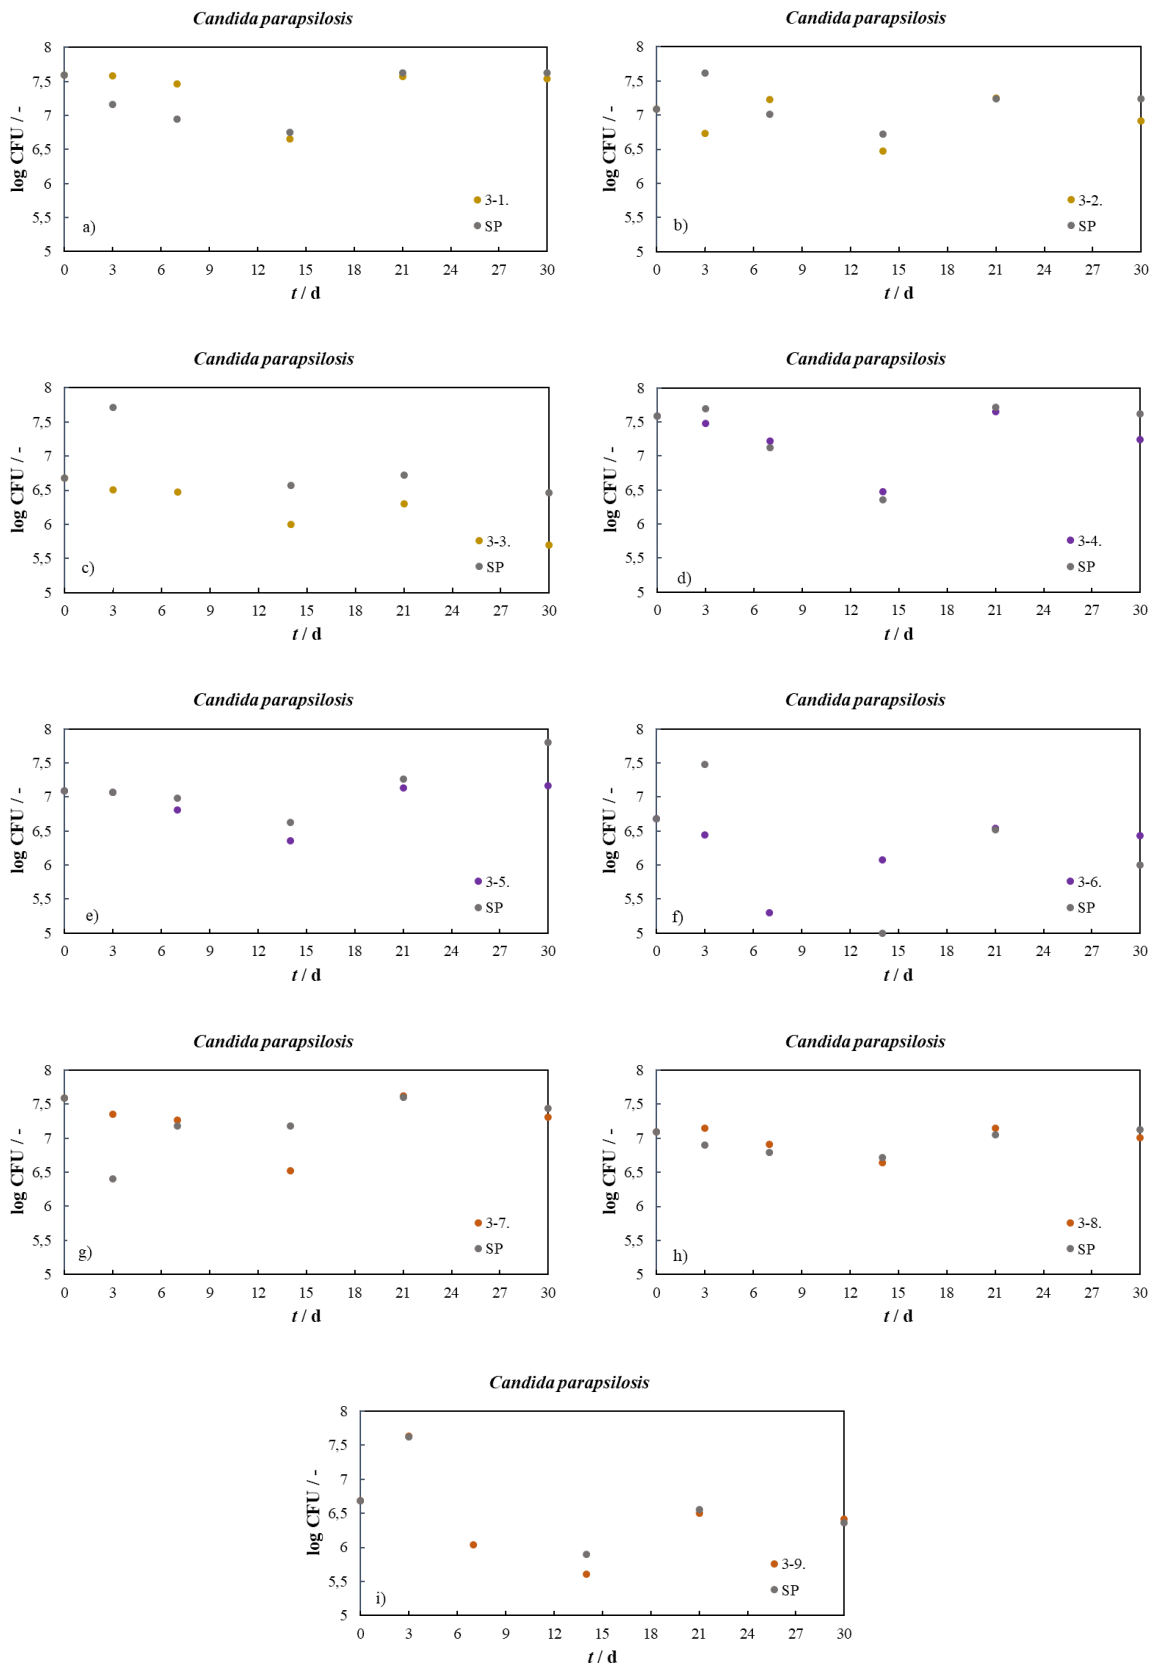 Candida parapsilosis
8
7,5
7
6,5
6
5,5
5
log CFU / -
3-1.
SP
a)
0 3 6 9 12 15 18 21 24 27 30
t / d
Candida parapsilosis
8
7,5
7
6,5
6
5,5
5
log CFU / -
3-2.
SP
b)
0 3 6 9 12 15 18 21 24 27 30
t / d
Candida parapsilosis
8
7,5
7
6,5
6
5,5
5
log CFU / -
3-3.
SP
c)
0 3 6 9 12 15 18 21 24 27 30
t / d
Candida parapsilosis
8
7,5
7
6,5
6
5,5
5
log CFU / -
3-4.
SP
d)
0 3 6 9 12 15 18 21 24 27 30
t / d
Candida parapsilosis
8
7,5
7
6,5
6
5,5
5
log CFU / -
3-5.
SP
e)
0 3 6 9 12 15 18 21 24 27 30
t / d
Candida parapsilosis
8
7,5
7
6,5
6
5,5
5
log CFU / -
3-6.
SP
f)
0 3 6 9 12 15 18 21 24 27 30
t / d
Candida parapsilosis
8
7,5
7
6,5
6
5,5
5
log CFU / -
3-7.
SP
g)
0 3 6 9 12 15 18 21 24 27 30
t / d
Candida parapsilosis
8
7,5
7
6,5
6
5,5
5
log CFU / -
3-8.
SP
h)
0 3 6 9 12 15 18 21 24 27 30
t / d
Candida parapsilosis
8
7,5
7
6,5
6
5,5
5
log CFU / -
3-9.
SP
i)
0 3 6 9 12 15 18 21 24 27 30
t / d